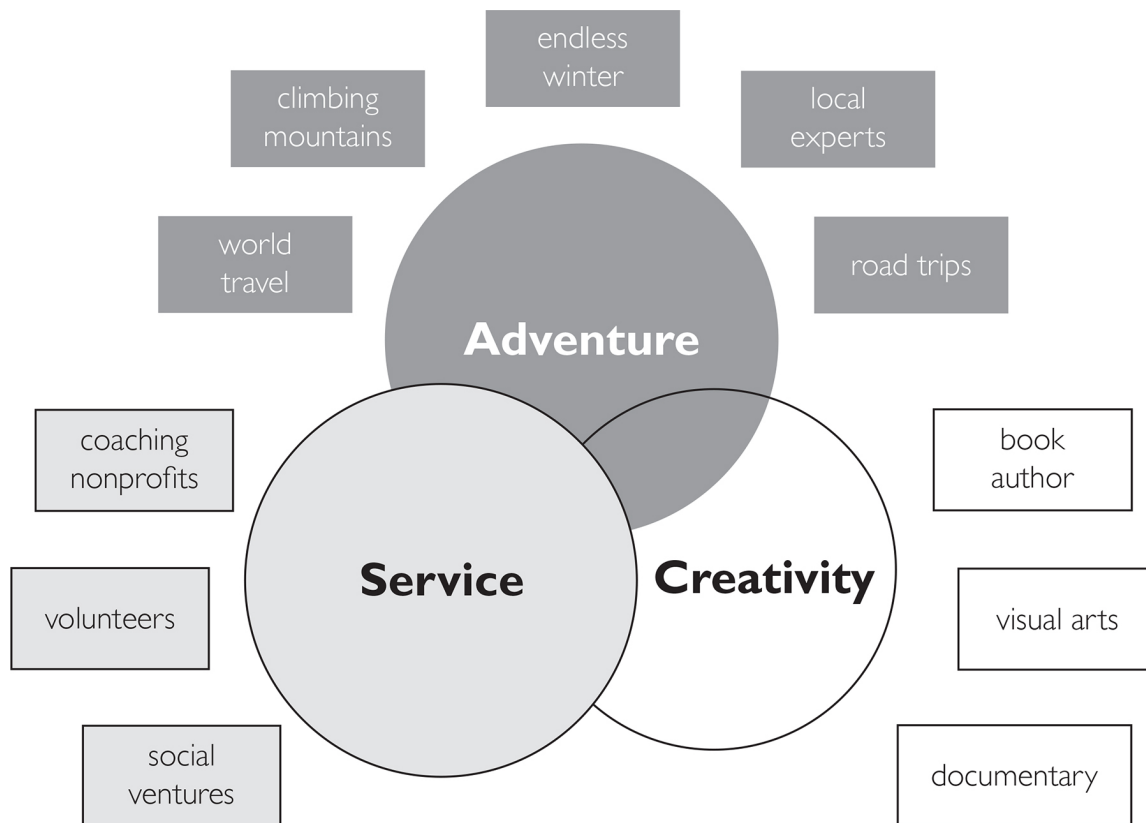 endless
winter
climbing
mountains
local
experts
world
travel
road trips
Adventure
coaching
nonprofits
book
author
Service
Creativity
volunteers
visual arts
social
ventures
documentary